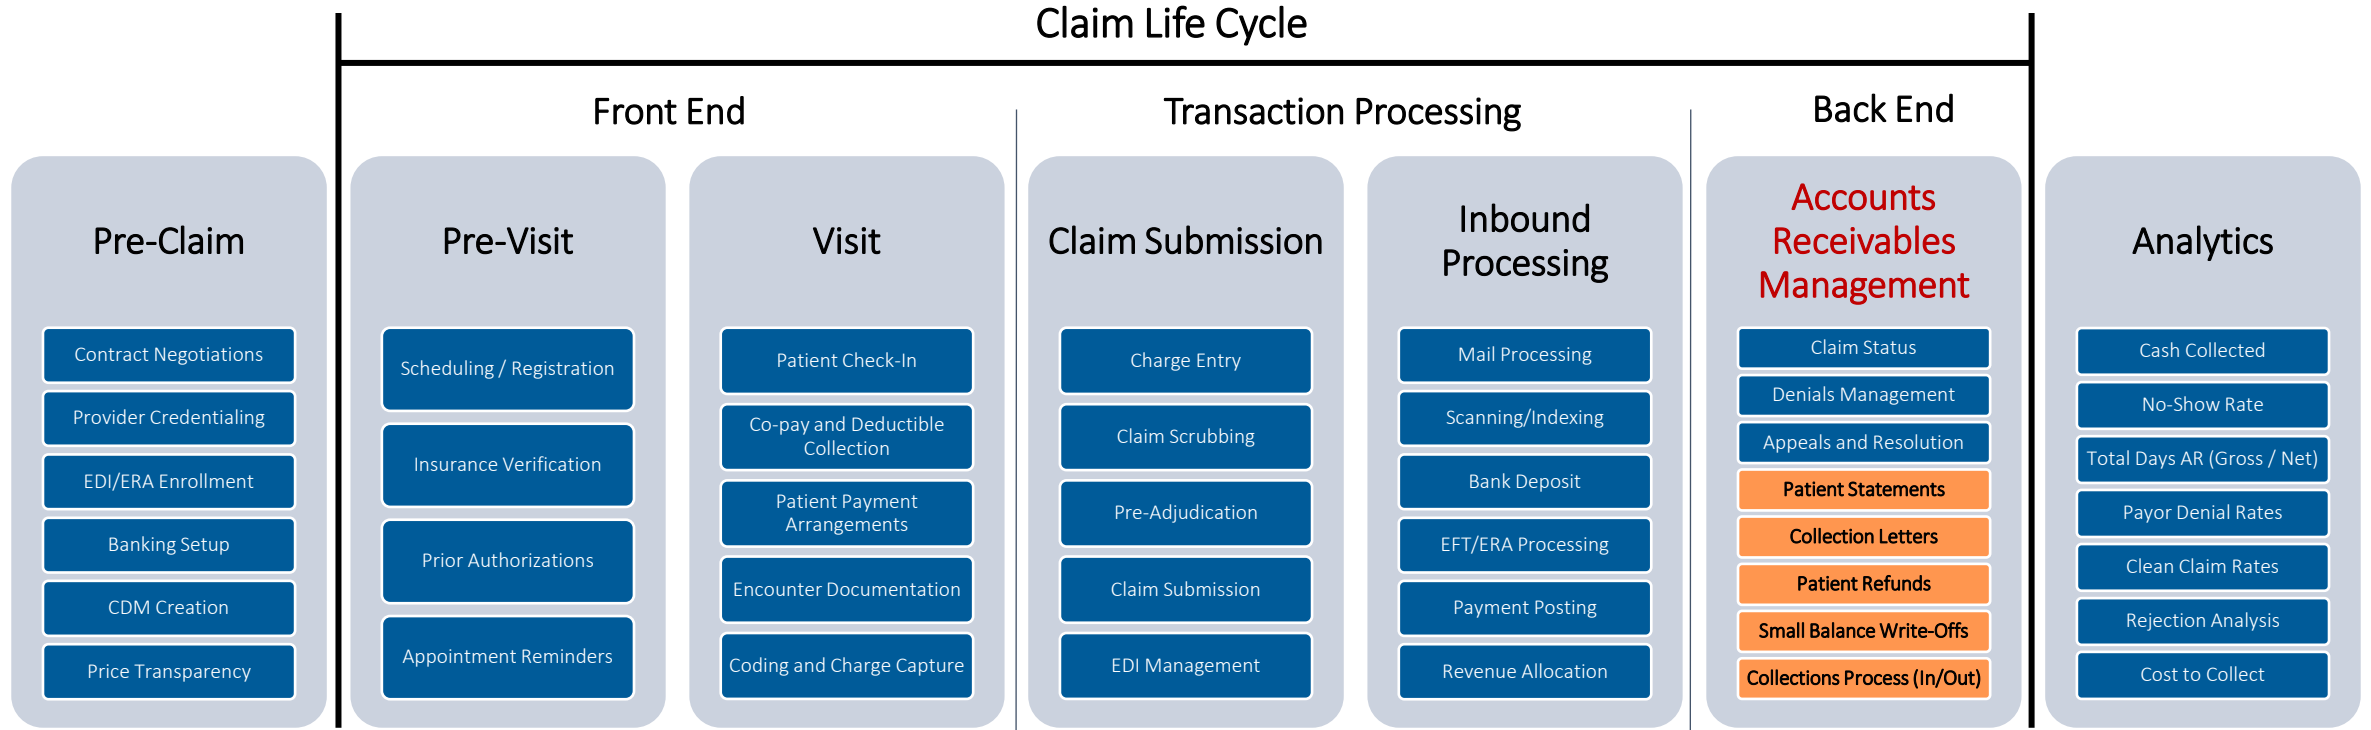 Claim Life Cycle
Front End
Transaction Processing
Back End
Pre-Claim
Contract Negotiations
Provider Credentialing
EDI/ERA Enrollment
Banking Setup
CDM Creation
Price Transparency
Pre-Visit
Scheduling / Registration
Insurance Verification
Prior Authorizations
Appointment Reminders
Visit
Patient Check-In
Co-pay and Deductible
Collection
Patient Payment
Arrangements
Encounter Documentation
Coding and Charge Capture
Claim Submission
Charge Entry
Claim Scrubbing
Pre-Adjudication
Claim Submission
EDI Management
Inbound
Processing
Mail Processing
Scanning/Indexing
Bank Deposit
EFT/ERA Processing
Payment Posting
Revenue Allocation
Accounts
Receivables
Management
Claim Status
Denials Management
Appeals and Resolution
Patient Statements
Collection Letters
Patient Refunds
Small Balance Write-Offs
Collections Process (In/Out)
Analytics
Cash Collected
No-Show Rate
Total Days AR (Gross / Net)
Payor Denial Rates
Clean Claim Rates
Rejection Analysis
Cost to Collect